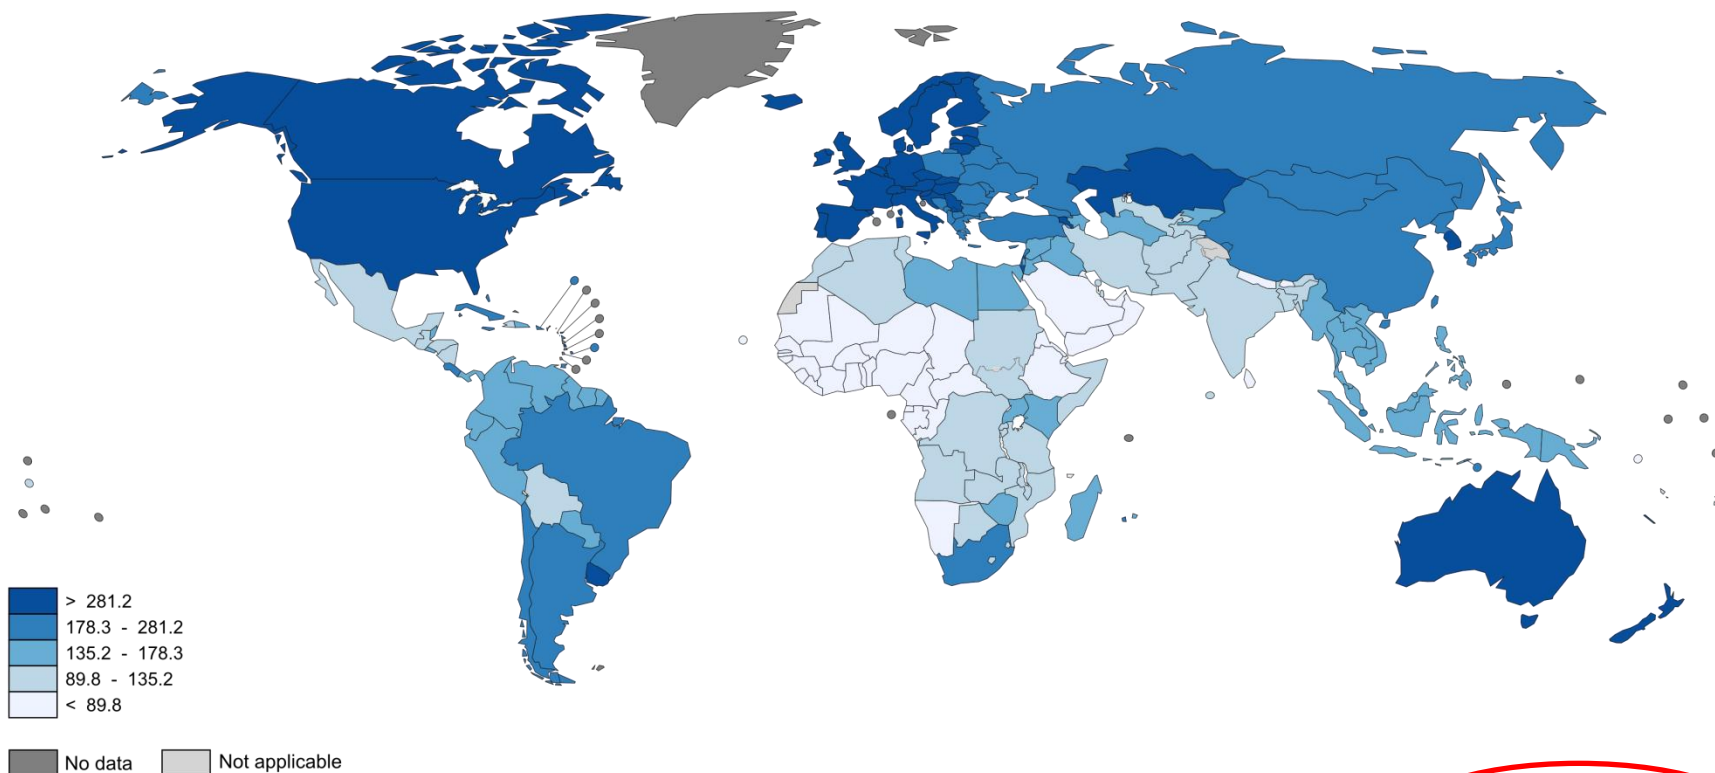 > 281.2
178.3 - 281.2
135.2 - 178.3
89.8 - 135.2
< 89.8
No data
Not applicable